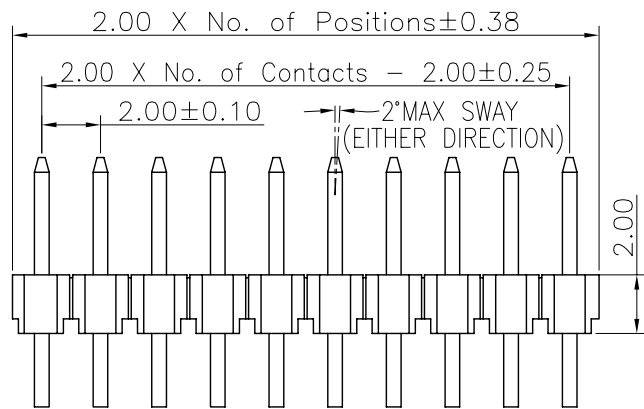 2.00 X No. of Positions±0.38
2.00 X No. of Contacts - 2.00±0.25
2.00±0.10
2°MAX SWAY
(EITHER DIRECTION)
2.00